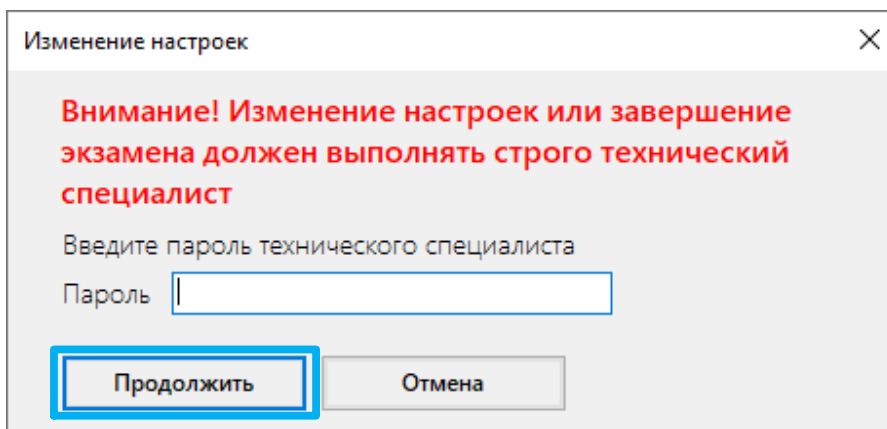 Изменение настроек
Внимание! Изменение настроек или завершение
экзамена должен выполнять строго технический
специалист
Введите пароль технического специалиста
Пароль
Продолжить Отмена